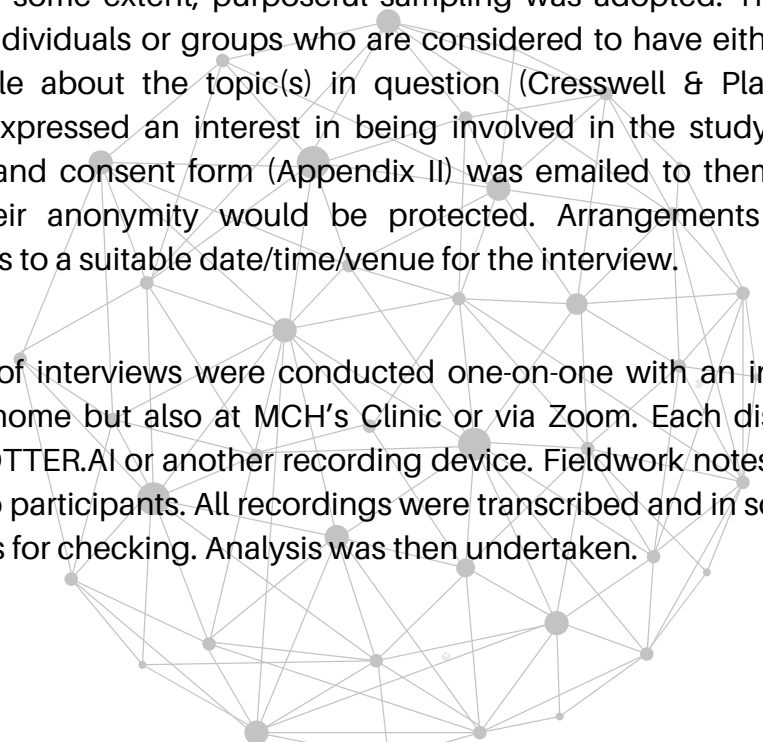 some extent, purposeful sampling was adopted.
dividuals or groups who are considered to have eith
le about the topic(s) in question (Cresswell & Pla
xpressed an interest in being involved in the study
and consent form (Appendix II) was emailed to them
eir anonymity would be protected. Arrangements
s to a suitable date/time/venue for the interview.
of interviews were conducted one-on-one with an in
home but also at MCH’s Clinic or via Zoom. Each dis
OTTER.AI or another recording device. Fieldwork notes
participants. All recordings were transcribed and in so
s for checking. Analysis was then undertaken.